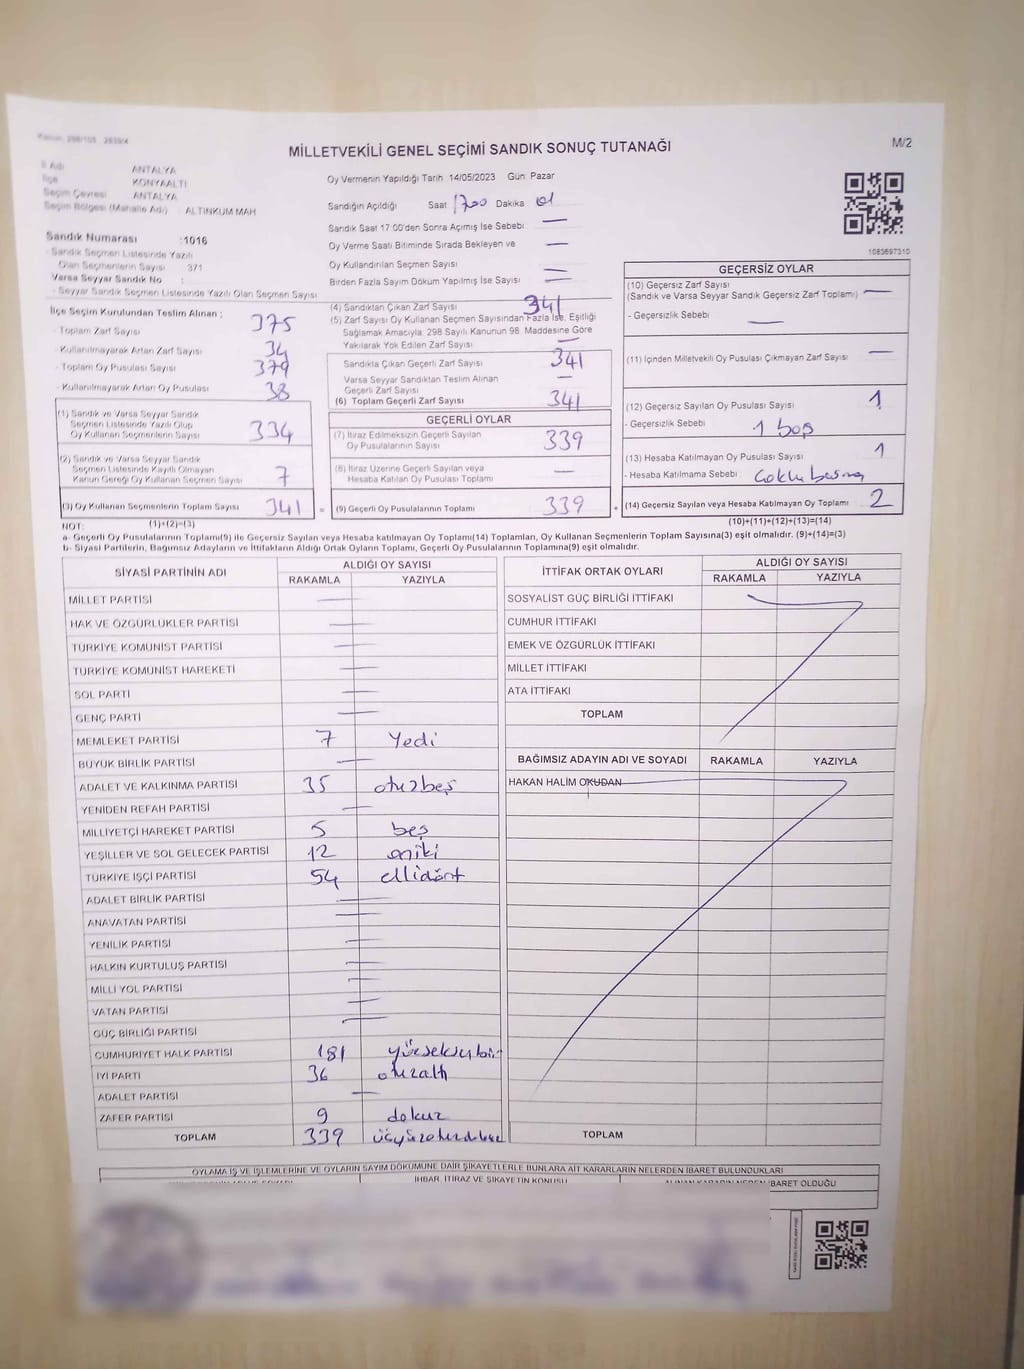 Kanun: 298/105 2839/4
M/2
MİLLETVEKİLİ GENEL SEÇİMİ SANDIK SONUÇ TUTANAĞI
İl Adı ANTALYA
İlçe KONYAALTI
Seçim Çevresi ANTALYA
Seçim Bölgesi (Mahalle Adı) : ALTINKUM MAH
Oy Vermenin Yapıldığı Tarih 14/05/2023 Gün: Pazar
Sandığın Açıldığı Saat 1700 Dakika 01
Sandık Saat 17:00'den Sonra Açımış İse Sebebi —
Oy Verme Saati Bitiminde Sırada Bekleyen ve —
Oy Kullandırılan Seçmen Sayısı
Birden Fazla Sayım Döküm Yapılmış İse Sayısı —
Sandık Numarası :1016
- Sandık Seçmen Listesinde Yazılı
Olan Seçmenlerin Sayısı 371
Varsa Seyyar Sandık No :
- Seyyar Sandık Seçmen Listesinde Yazılı Olan Seçmen Sayısı
1083697310
İlçe Seçim Kurulundan Teslim Alınan ;
- Toplam Zarf Sayısı 375
- Kullanılmayarak Artan Zarf Sayısı 34
- Toplam Oy Pusulası Sayısı 379
- Kullanılmayarak Artan Oy Pusulası 38
(4) Sandıktan Çıkan Zarf Sayısı 341
(5) Zarf Sayısı Oy Kullanan Seçmen Sayısından Fazla İse, Eşitliği
Sağlamak Amacıyla; 298 Sayılı Kanunun 98. Maddesine Göre
Yakılarak Yok Edilen Zarf Sayısı —
Sandıkta Çıkan Geçerli Zarf Sayısı 341
Varsa Seyyar Sandıktan Teslim Alınan
Geçerli Zarf Sayısı —
(6) Toplam Geçerli Zarf Sayısı 341
GEÇERSİZ OYLAR
(10) Geçersiz Zarf Sayısı
(Sandık ve Varsa Seyyar Sandık Geçersiz Zarf Toplamı) —
- Geçersizlik Sebebi —
(11) İçinden Milletvekili Oy Pusulası Çıkmayan Zarf Sayısı —
(12) Geçersiz Sayılan Oy Pusulası Sayısı 1
- Geçersizlik Sebebi 1 boş
(13) Hesaba Katılmayan Oy Pusulası Sayısı 1
- Hesaba Katılmama Sebebi Çoklu basma
(14) Geçersiz Sayılan veya Hesaba Katılmayan Oy Toplamı 2
(10)+(11)+(12)+(13)=(14)
(1) Sandık ve Varsa Seyyar Sandık
Seçmen Listesinde Yazılı Olup
Oy Kullanan Seçmenlerin Sayısı 334
(2) Sandık ve Varsa Seyyar Sandık
Seçmen Listesinde Kayıtlı Olmayan
Kanun Gereği Oy Kullanan Seçmen Sayısı 7
(3) Oy Kullanan Seçmenlerin Toplam Sayısı 341 =
(1)+(2)=(3)
GEÇERLİ OYLAR
(7) İtiraz Edilmeksizin Geçerli Sayılan
Oy Pusulalarının Sayısı 339
(8) İtiraz Üzerine Geçerli Sayılan veya
Hesaba Katılan Oy Pusulası Toplamı —
(9) Geçerli Oy Pusulalarının Toplamı 339 +
NOT:
a- Geçerli Oy Pusulalarının Toplamı(9) ile Geçersiz Sayılan veya Hesaba katılmayan Oy Toplamı(14) Toplamları, Oy Kullanan Seçmenlerin Toplam Sayısına(3) eşit olmalıdır. (9)+(14)=(3)
b- Siyasi Partilerin, Bağımsız Adayların ve İttifakların Aldığı Ortak Oyların Toplamı, Geçerli Oy Pusulalarının Toplamına(9) eşit olmalıdır.
SİYASİ PARTİNİN ADI ALDIĞI OY SAYISI
RAKAMLA YAZIYLA
MİLLET PARTİSİ —
HAK VE ÖZGÜRLÜKLER PARTİSİ —
TÜRKİYE KOMÜNİST PARTİSİ —
TÜRKİYE KOMÜNİST HAREKETİ —
SOL PARTİ —
GENÇ PARTİ —
MEMLEKET PARTİSİ 7 Yedi
BÜYÜK BİRLİK PARTİSİ —
ADALET VE KALKINMA PARTİSİ 35 otuzbeş
YENİDEN REFAH PARTİSİ —
MİLLİYETÇİ HAREKET PARTİSİ 5 beş
YEŞİLLER VE SOL GELECEK PARTİSİ 12 oniki
TÜRKİYE İŞÇİ PARTİSİ 54 ellidört
ADALET BİRLİK PARTİSİ —
ANAVATAN PARTİSİ —
YENİLİK PARTİSİ —
HALKIN KURTULUŞ PARTİSİ —
MİLLİ YOL PARTİSİ —
VATAN PARTİSİ —
GÜÇ BİRLİĞİ PARTİSİ —
CUMHURİYET HALK PARTİSİ 181 yüzseksenbir
İYİ PARTİ 36 otuzaltı
ADALET PARTİSİ —
ZAFER PARTİSİ 9 dokuz
TOPLAM 339 üçyüzotuzdokuz
İTTİFAK ORTAK OYLARI ALDIĞI OY SAYISI
RAKAMLA YAZIYLA
SOSYALİST GÜÇ BİRLİĞİ İTTİFAKI
CUMHUR İTTİFAKI
EMEK VE ÖZGÜRLÜK İTTİFAKI
MİLLET İTTİFAKI
ATA İTTİFAKI
TOPLAM
BAĞIMSIZ ADAYIN ADI VE SOYADI RAKAMLA YAZIYLA
HAKAN HALİM OKUDAN
TOPLAM
OYLAMA İŞ VE İŞLEMLERİNE VE OYLARIN SAYIM DÖKÜMÜNE DAİR ŞİKAYETLERLE BUNLARA AİT KARARLARIN NELERDEN İBARET BULUNDUKLARI
İHBAR, İTİRAZ VE ŞİKAYETİN KONUSU
ALINAN KARARIN NEDEN İBARET OLDUĞU